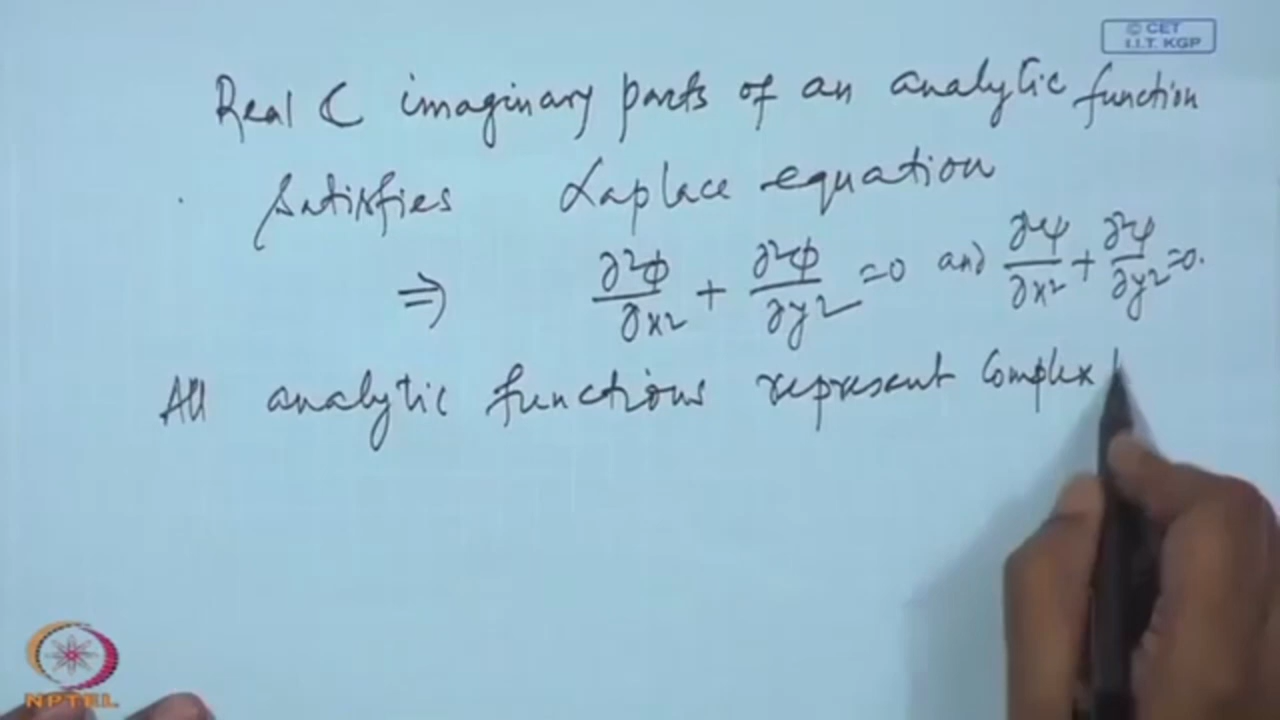 © CET
I.I.T. KGP
Real & imaginary parts of an analytic function
satisfies Laplace equation
⇒ ∂²φ/∂x² + ∂²φ/∂y² =0 and ∂²ψ/∂x² + ∂²ψ/∂y² =0.
All analytic functions represent Complex
NPTEL